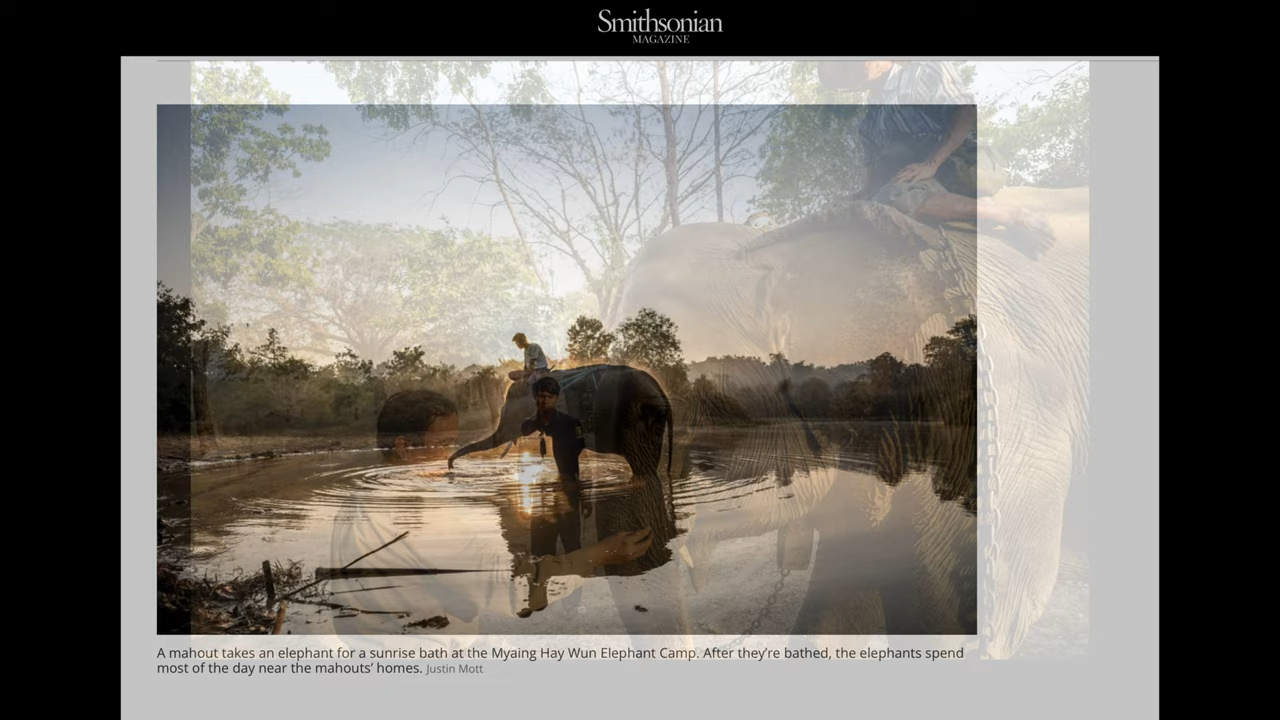 Smithsonian
MAGAZINE
A mahout takes an elephant for a sunrise bath at the Myaing Hay Wun Elephant Camp. After they’re bathed, the elephants spend
most of the day near the mahouts’ homes. Justin Mott